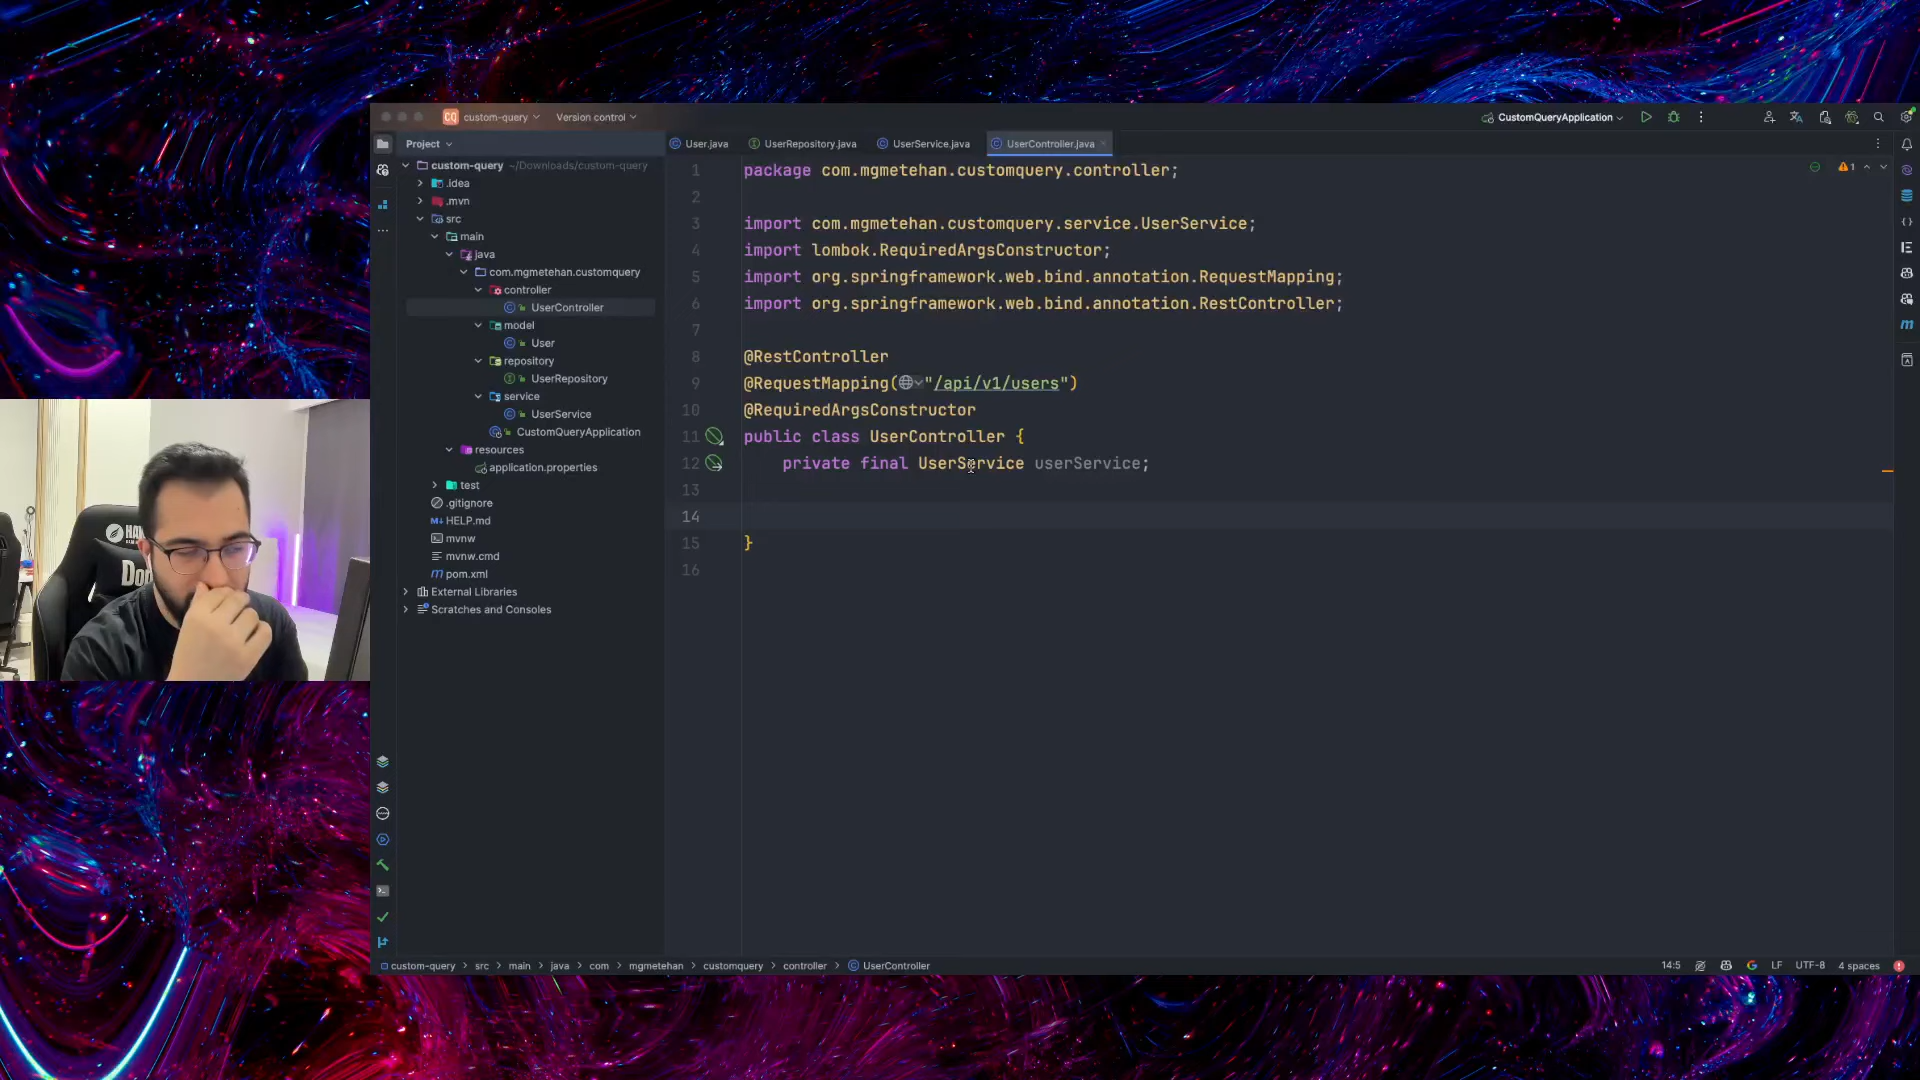 CQ custom-query
Version control
CustomQueryApplication
Project
User.java
UserRepository.java
UserService.java
UserController.java
custom-query ~/Downloads/custom-query
.idea
.mvn
src
main
java
com.mgmetehan.customquery
controller
UserController
model
User
repository
UserRepository
service
UserService
CustomQueryApplication
resources
application.properties
test
.gitignore
HELP.md
mvnw
mvnw.cmd
pom.xml
External Libraries
Scratches and Consoles
1 package com.mgmetehan.customquery.controller;
2
3 import com.mgmetehan.customquery.service.UserService;
4 import lombok.RequiredArgsConstructor;
5 import org.springframework.web.bind.annotation.RequestMapping;
6 import org.springframework.web.bind.annotation.RestController;
7
8 @RestController
9 @RequestMapping("/api/v1/users")
10 @RequiredArgsConstructor
11 public class UserController {
12 private final UserService userService;
13
14
15 }
16
1
custom-query > src > main > java > com > mgmetehan > customquery > controller > UserController
14:5 LF UTF-8 4 spaces